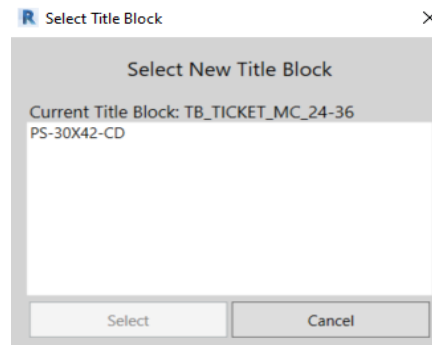 R Select Title Block
Select New Title Block
Current Title Block: TB_TICKET_MC_24-36
PS-30X42-CD
Select Cancel